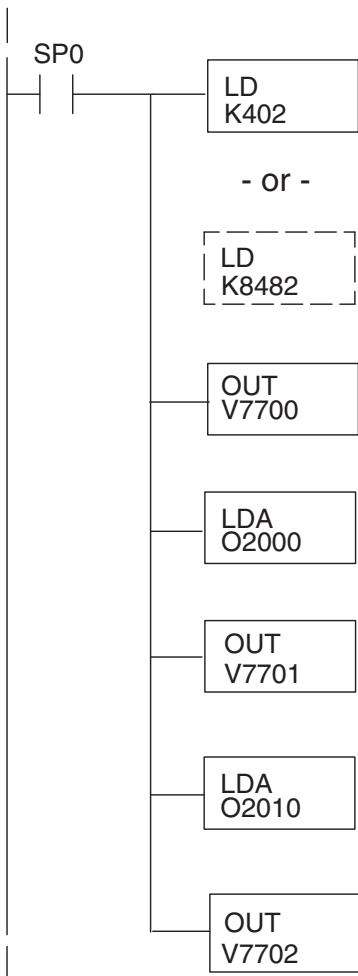 SP0
LD
K402
- or -
LD
K8482
OUT
V7700
LDA
O2000
OUT
V7701
LDA
O2010
OUT
V7702